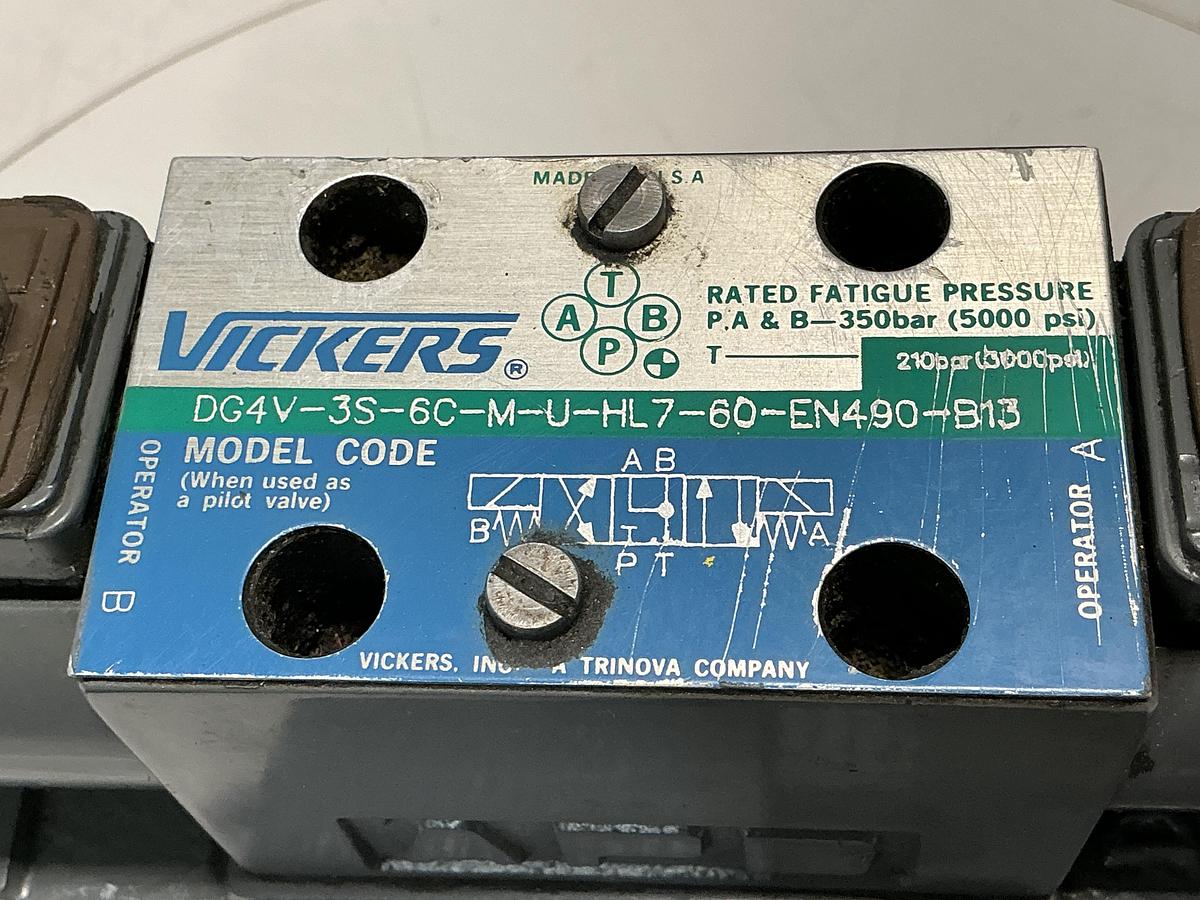 MADE U.S.A
T
A B
P
VICKERS®
RATED FATIGUE PRESSURE
P.A & B—350bar (5000 psi)
T— 210bar(3000psi)
DG4V-3S-6C-M-U-HL7-60-EN490-B13
MODEL CODE
(When used as
a pilot valve)
OPERATOR B
A B
B A
P T
OPERATOR A
VICKERS, INC. A TRINOVA COMPANY